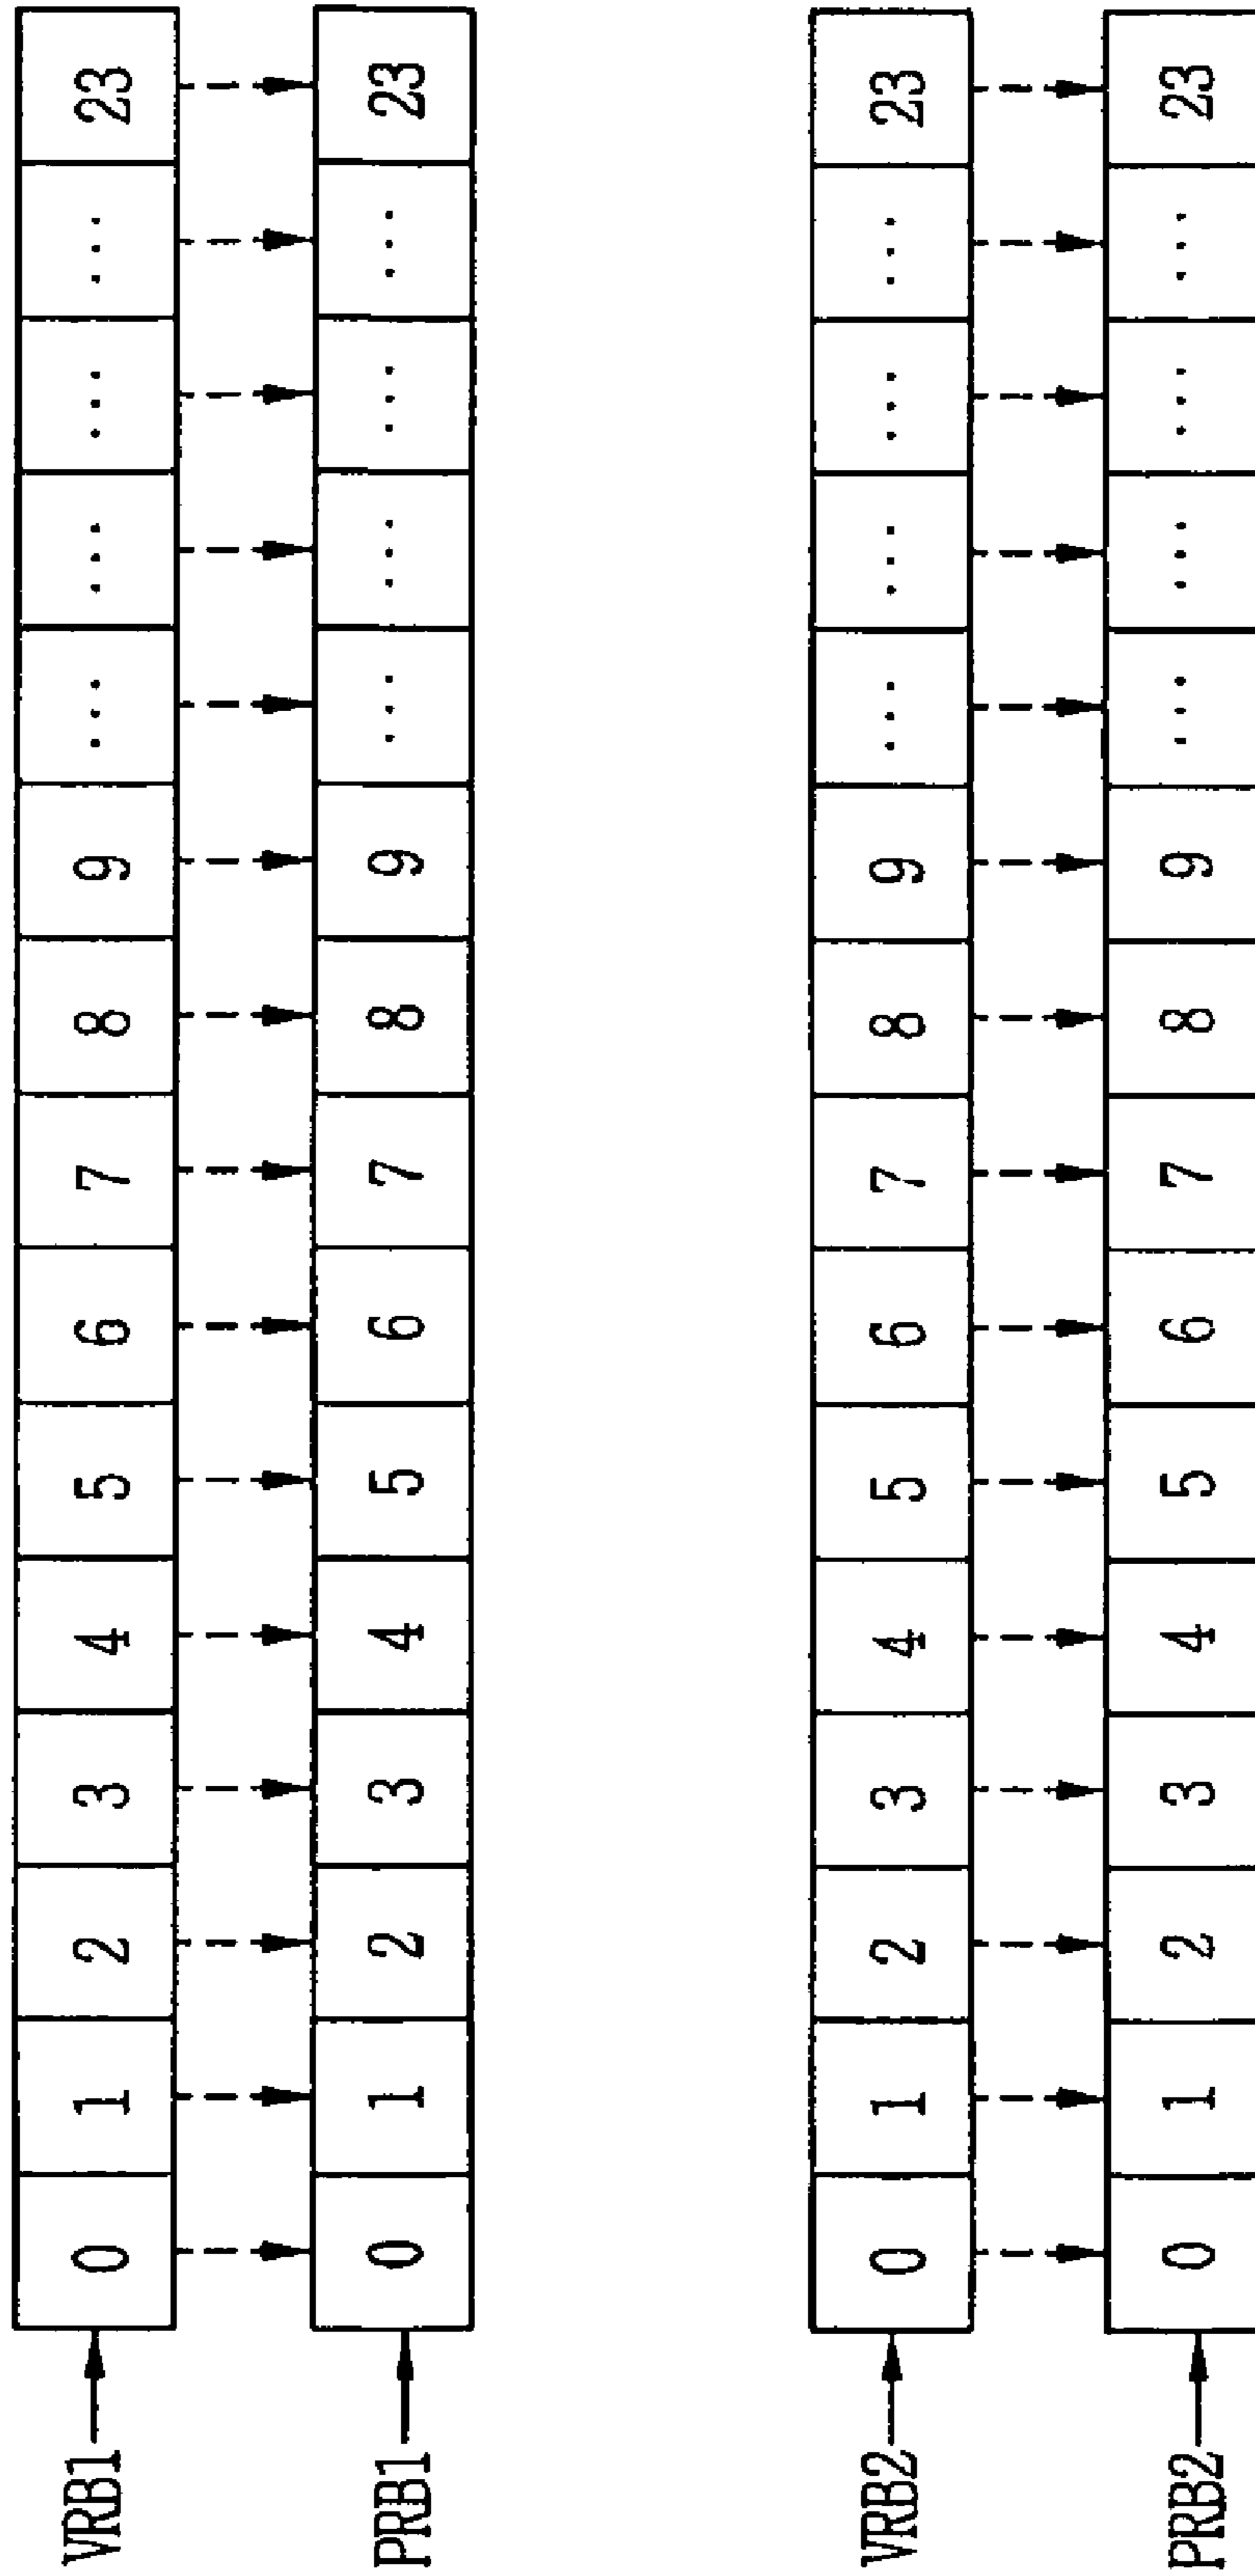 VRB1 0 1 2 3 4 5 6 7 8 9 ... ... ... ... 23
PRB1 0 1 2 3 4 5 6 7 8 9 ... ... ... ... 23
VRB2 0 1 2 3 4 5 6 7 8 9 ... ... ... ... 23
PRB2 0 1 2 3 4 5 6 7 8 9 ... ... ... ... 23